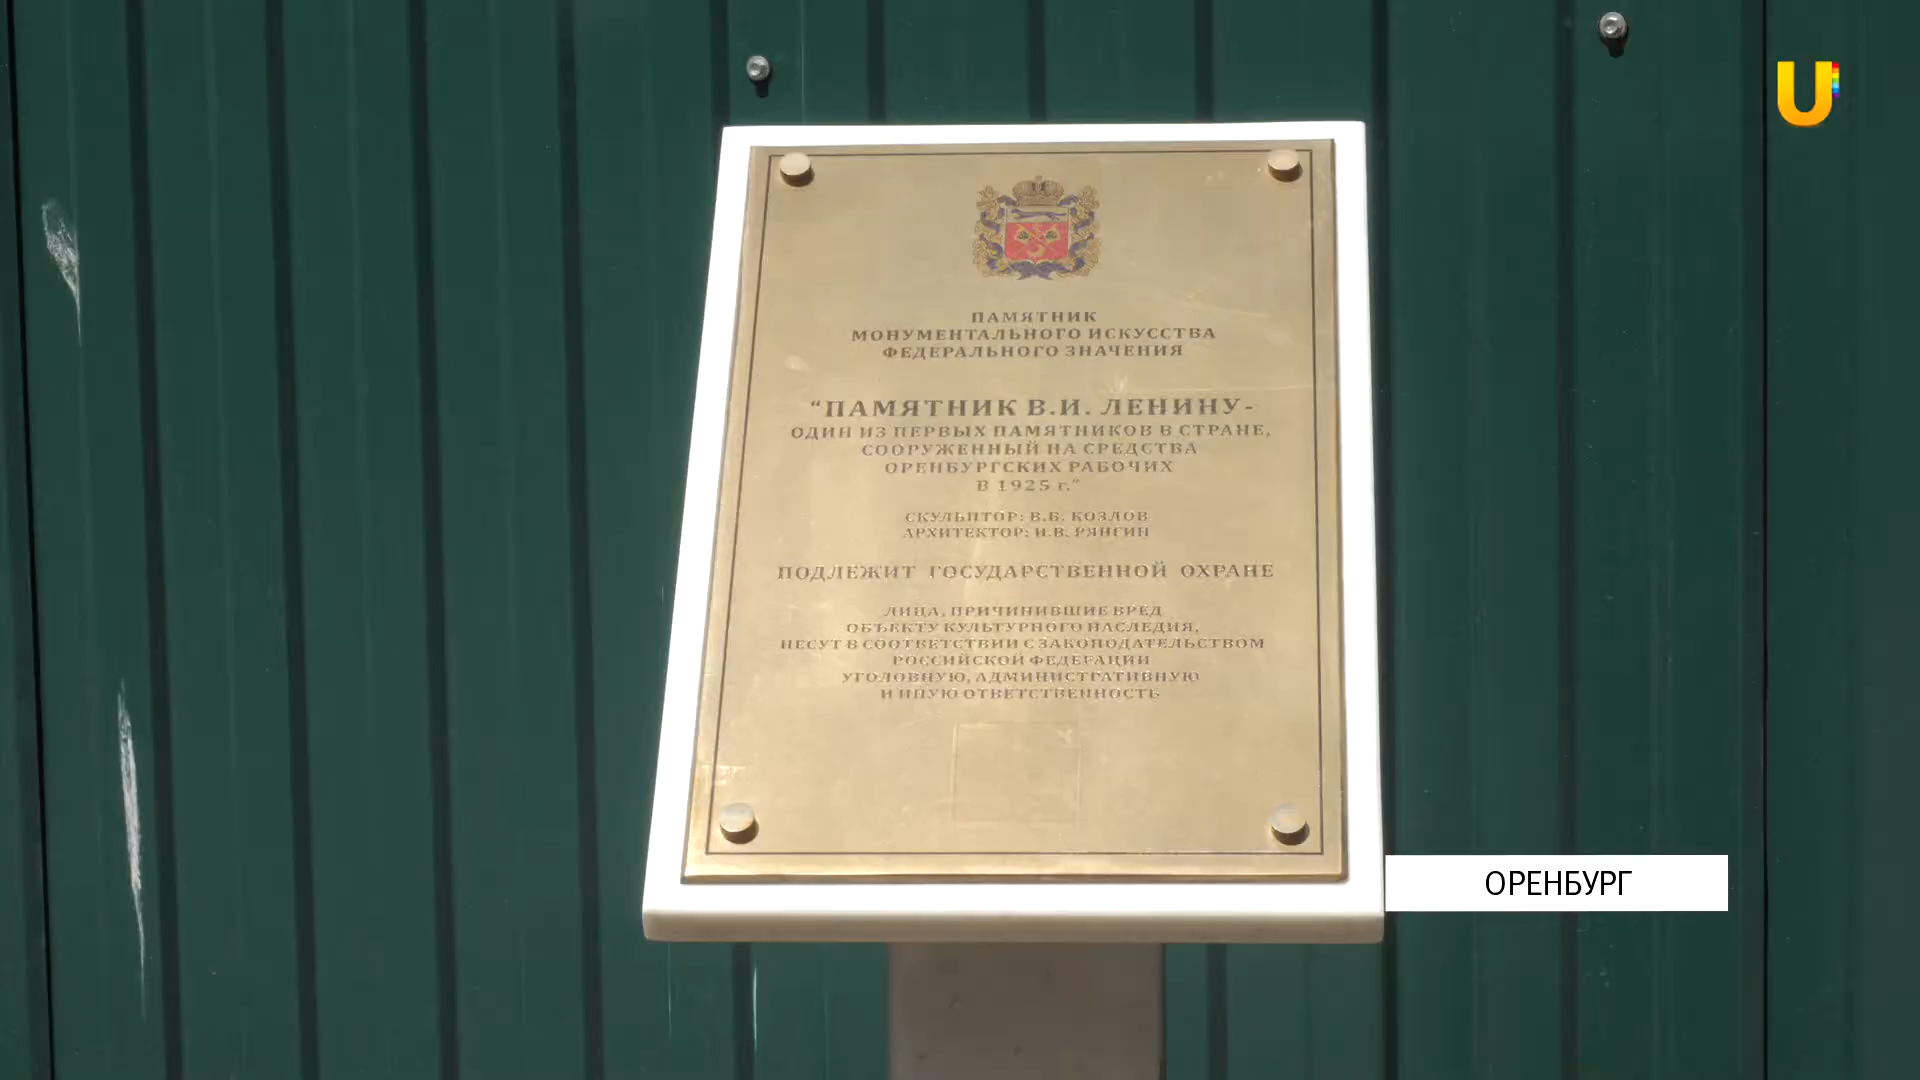 U
ПАМЯТНИК
МОНУМЕНТАЛЬНОГО ИСКУССТВА
ФЕДЕРАЛЬНОГО ЗНАЧЕНИЯ
“ПАМЯТНИК В.И. ЛЕНИНУ-
ОДИН ИЗ ПЕРВЫХ ПАМЯТНИКОВ В СТРАНЕ,
СООРУЖЕННЫЙ НА СРЕДСТВА
ОРЕНБУРГСКИХ РАБОЧИХ
В 1925 г.”
СКУЛЬПТОР: В.Б. КОЗЛОВ
АРХИТЕКТОР: И.В. РЯНГИН
ПОДЛЕЖИТ ГОСУДАРСТВЕННОЙ ОХРАНЕ
ЛИЦА, ПРИЧИНИВШИЕ ВРЕД
ОБЪЕКТУ КУЛЬТУРНОГО НАСЛЕДИЯ,
НЕСУТ В СООТВЕТСТВИИ С ЗАКОНОДАТЕЛЬСТВОМ
РОССИЙСКОЙ ФЕДЕРАЦИИ
УГОЛОВНУЮ, АДМИНИСТРАТИВНУЮ
И ИНУЮ ОТВЕТСТВЕННОСТЬ
ОРЕНБУРГ